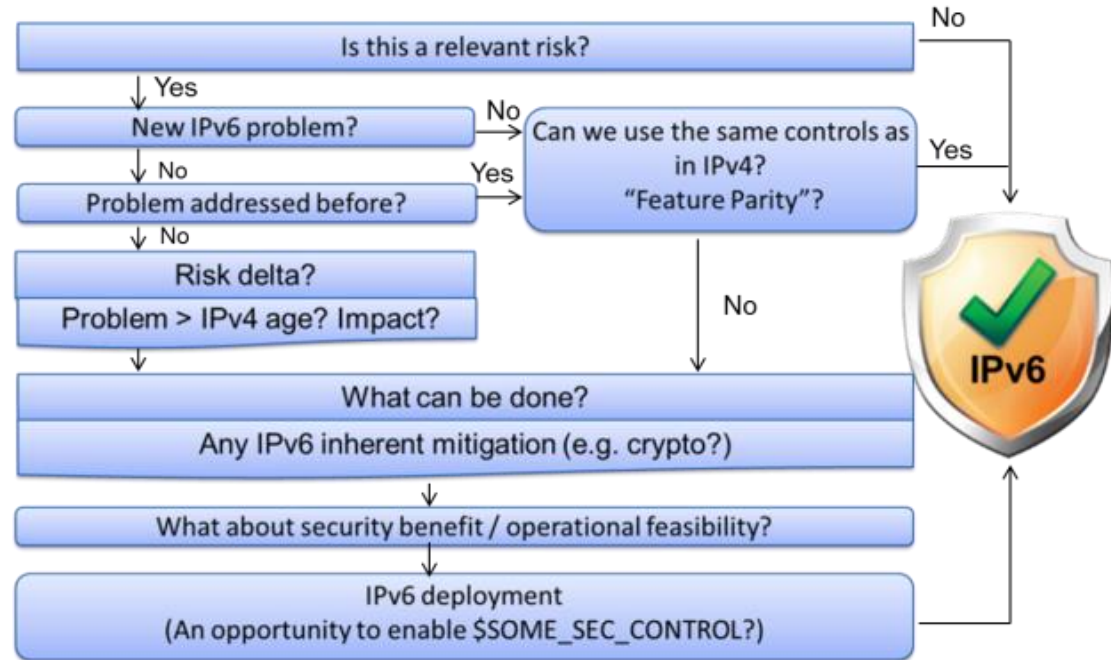 No
Is this a relevant risk?
Yes
New IPv6 problem?
No
Can we use the same controls as
in IPv4?
“Feature Parity”?
Yes
No
Yes
Problem addressed before?
No
Risk delta?
Problem > IPv4 age? Impact?
No
IPv6
What can be done?
Any IPv6 inherent mitigation (e.g. crypto?)
What about security benefit / operational feasibility?
IPv6 deployment
(An opportunity to enable $SOME_SEC_CONTROL?)